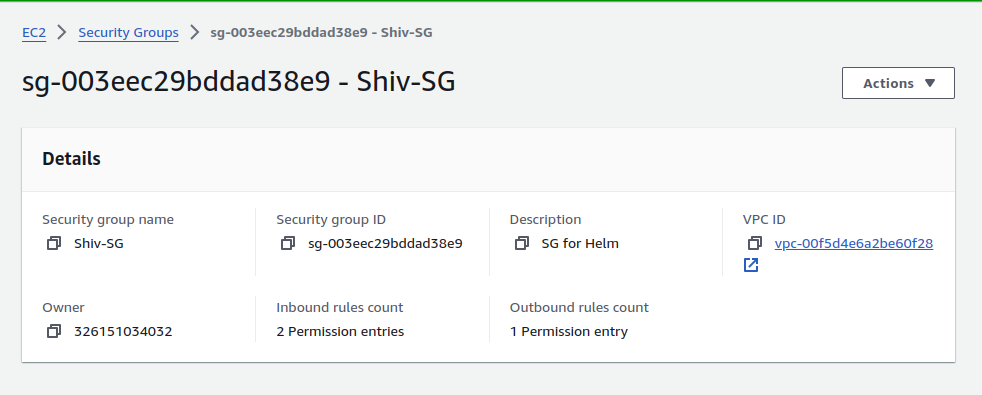 EC2 > Security Groups > sg-003eec29bddad38e9 - Shiv-SG
sg-003eec29bddad38e9 - Shiv-SG
Actions
Details
Security group name
Shiv-SG
Security group ID
sg-003eec29bddad38e9
Description
SG for Helm
VPC ID
vpc-00f5d4e6a2be60f28
Owner
326151034032
Inbound rules count
2 Permission entries
Outbound rules count
1 Permission entry